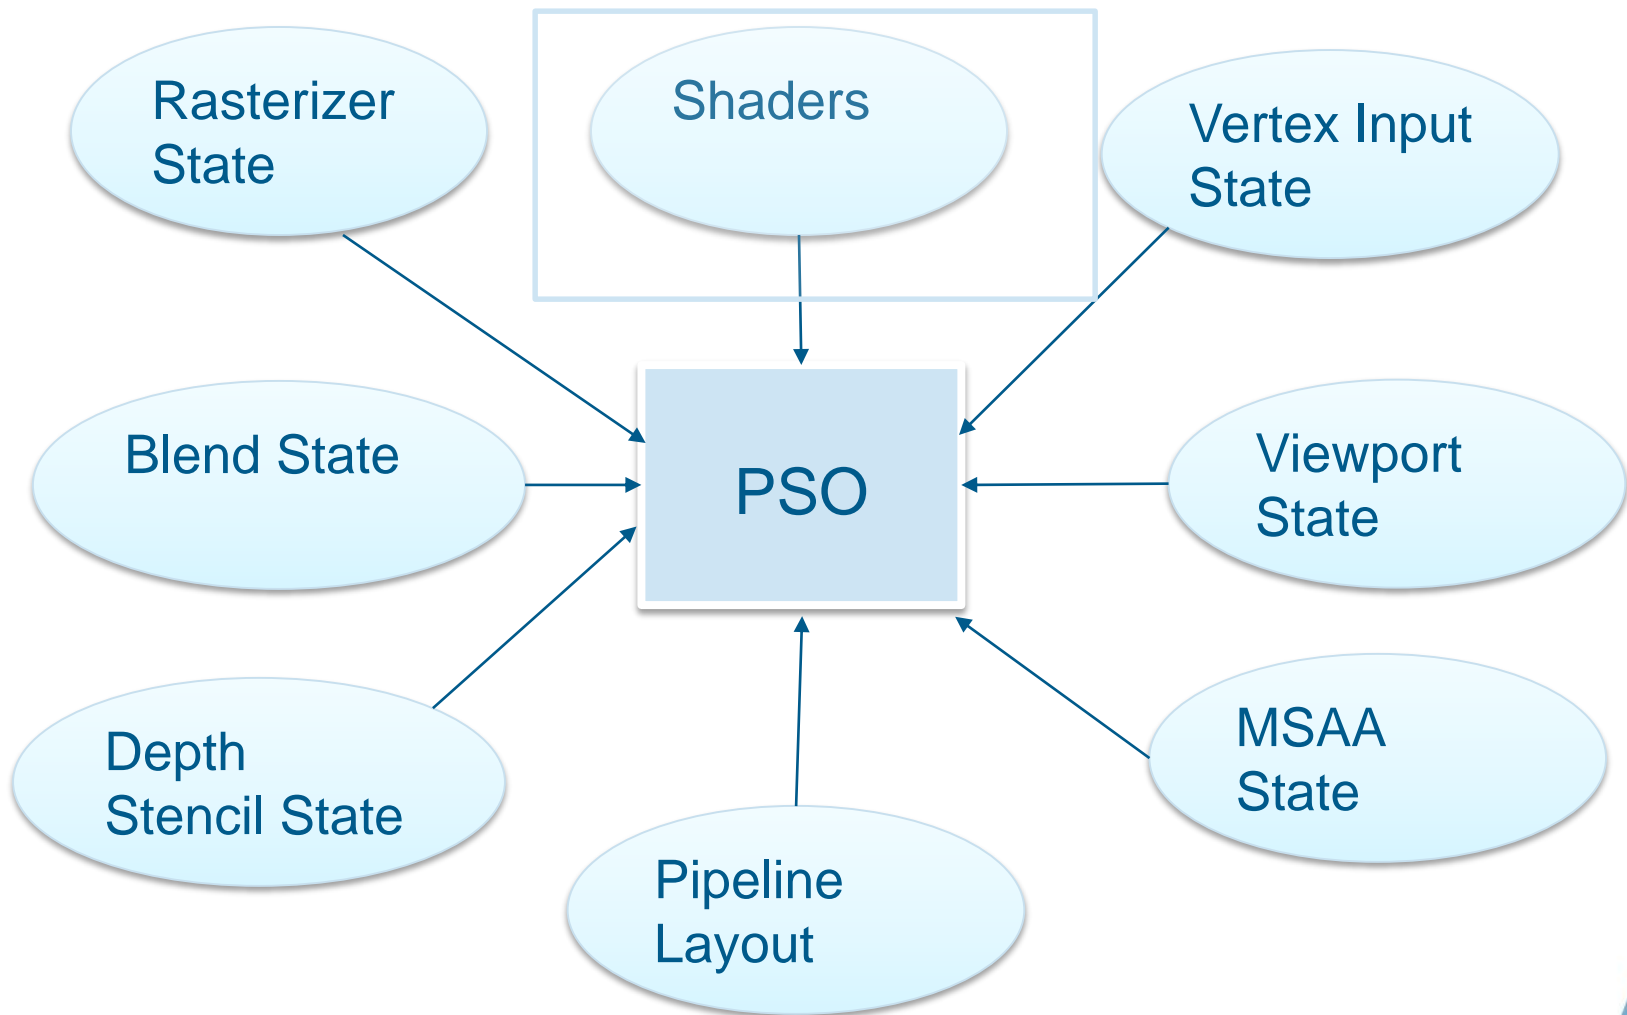 Rasterizer
State
Shaders
Vertex Input
State
Blend State
PSO
Viewport
State
Depth
Stencil State
Pipeline
Layout
MSAA
State